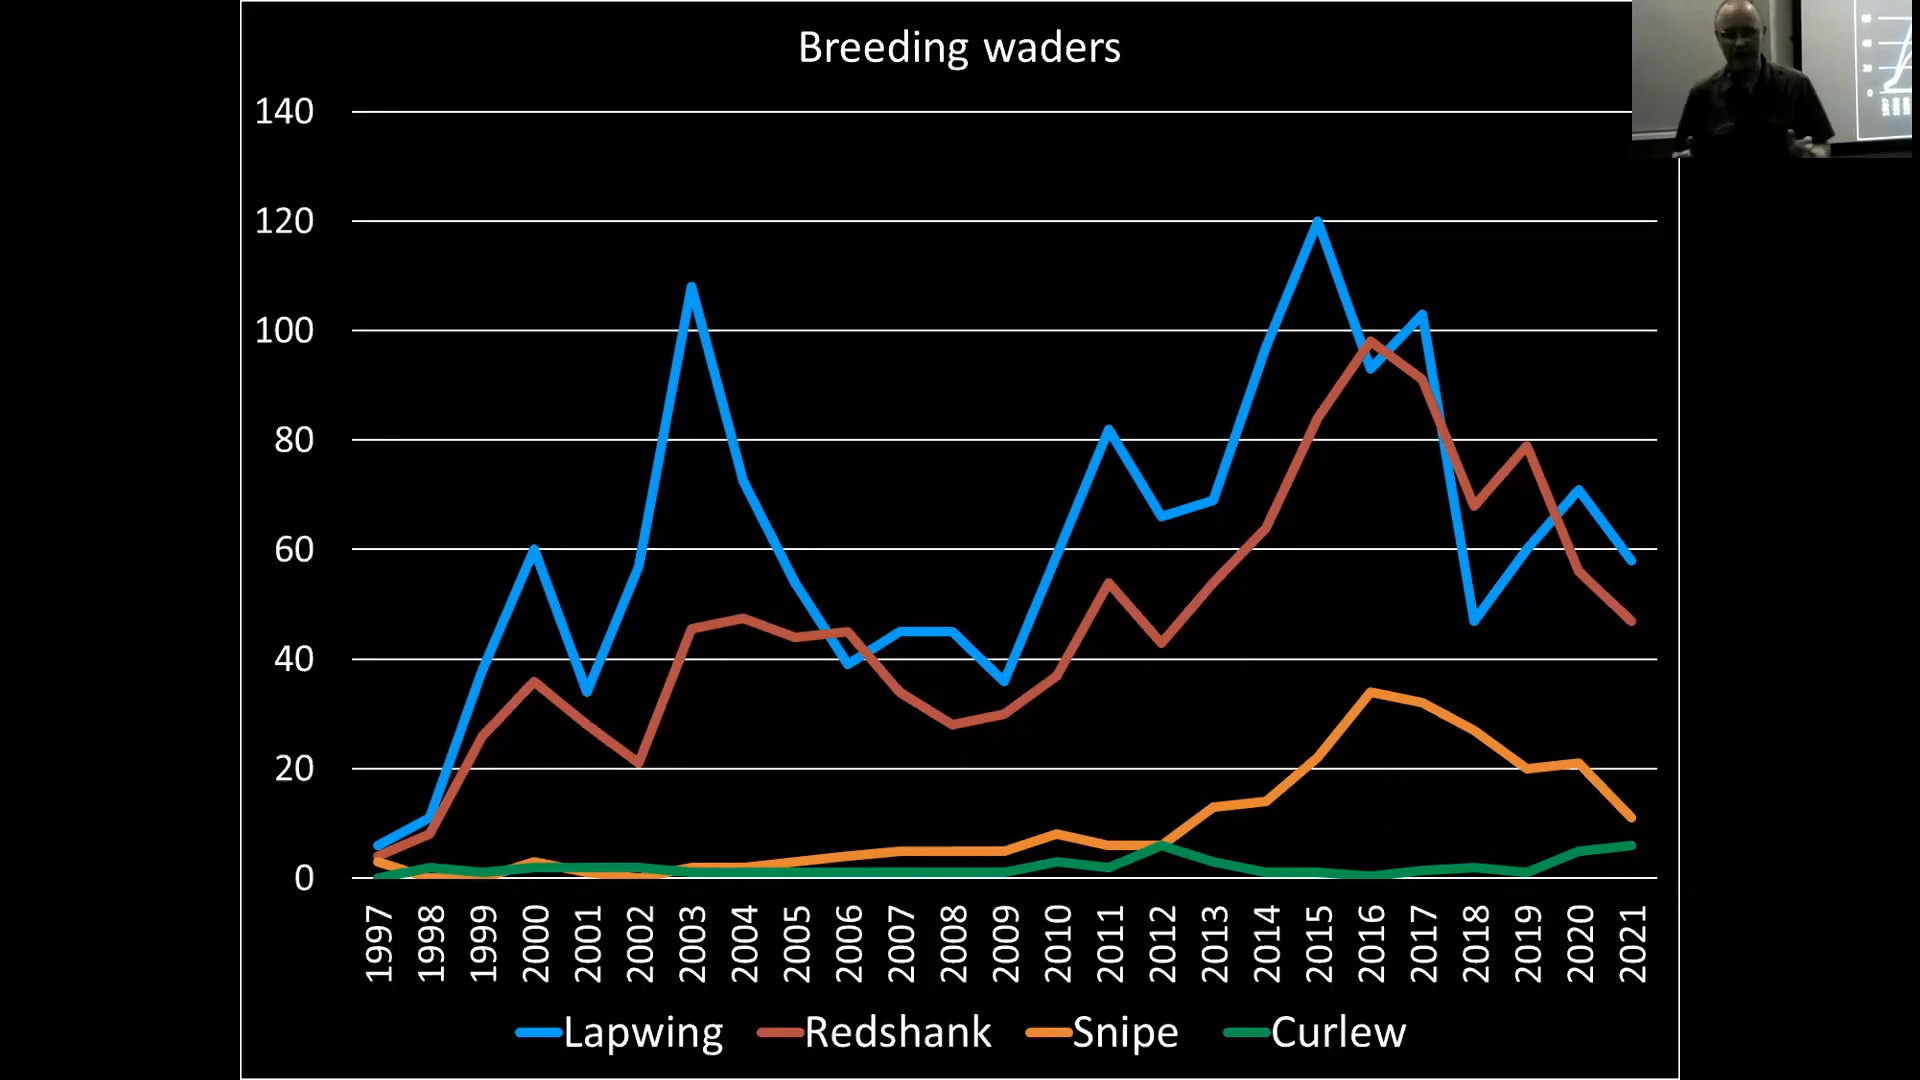 Breeding waders
140
120
100
80
60
40
20
0
1997 1998 1999 2000 2001 2002 2003 2004 2005 2006 2007 2008 2009 2010 2011 2012 2013 2014 2015 2016 2017 2018 2019 2020 2021
Lapwing Redshank Snipe Curlew